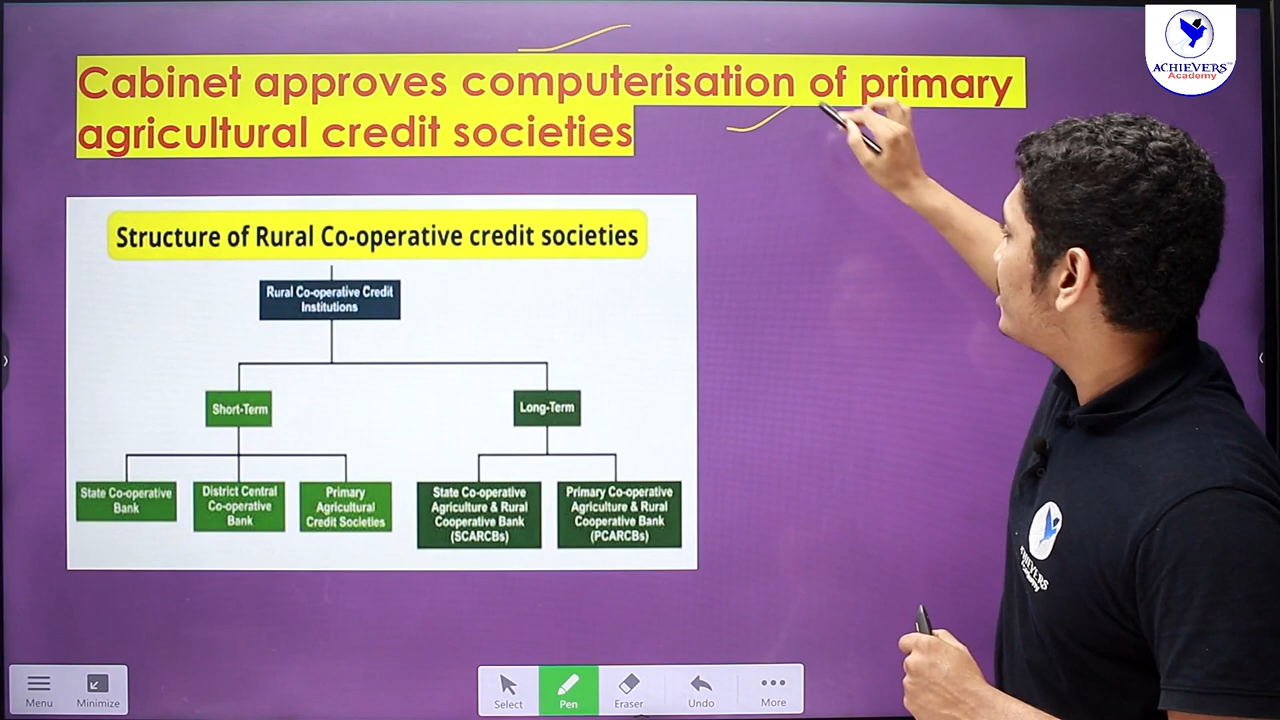 ACHIEVERS
Academy
Cabinet approves computerisation of primary
agricultural credit societies
Structure of Rural Co-operative credit societies
Rural Co-operative Credit
Institutions
Short-Term
Long-Term
State Co-operative
Bank
District Central
Co-operative
Bank
Primary
Agricultural
Credit Societies
State Co-operative
Agriculture & Rural
Cooperative Bank
(SCARCBs)
Primary Co-operative
Agriculture & Rural
Cooperative Bank
(PCARCBs)
ACHIEVERS
Academy
Menu
Minimize
Select
Pen
Eraser
Undo
More